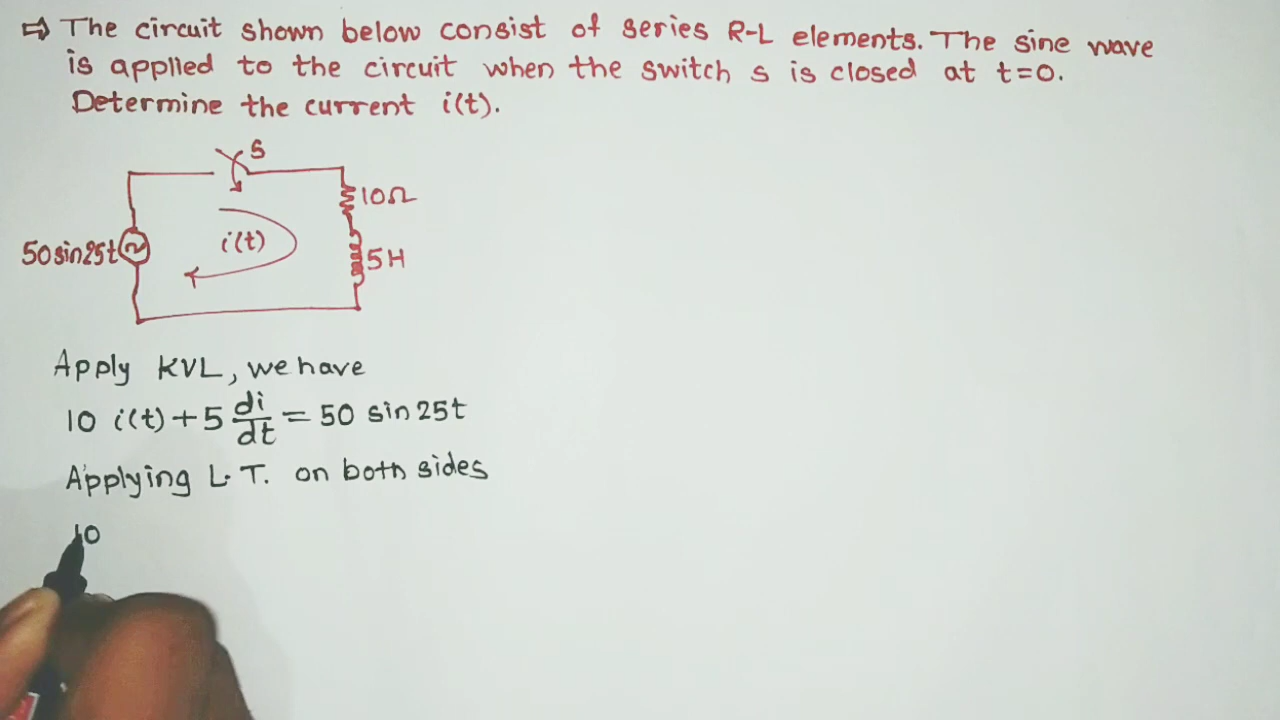 ⇒ The circuit shown below consist of series R-L elements. The sine wave
is applied to the circuit when the switch s is closed at t=0.
Determine the current i(t).
S
10Ω
50sin25t
i(t)
5H
Apply KVL, we have
10 i(t) + 5 di/dt = 50 sin 25t
Applying L.T. on both sides
10